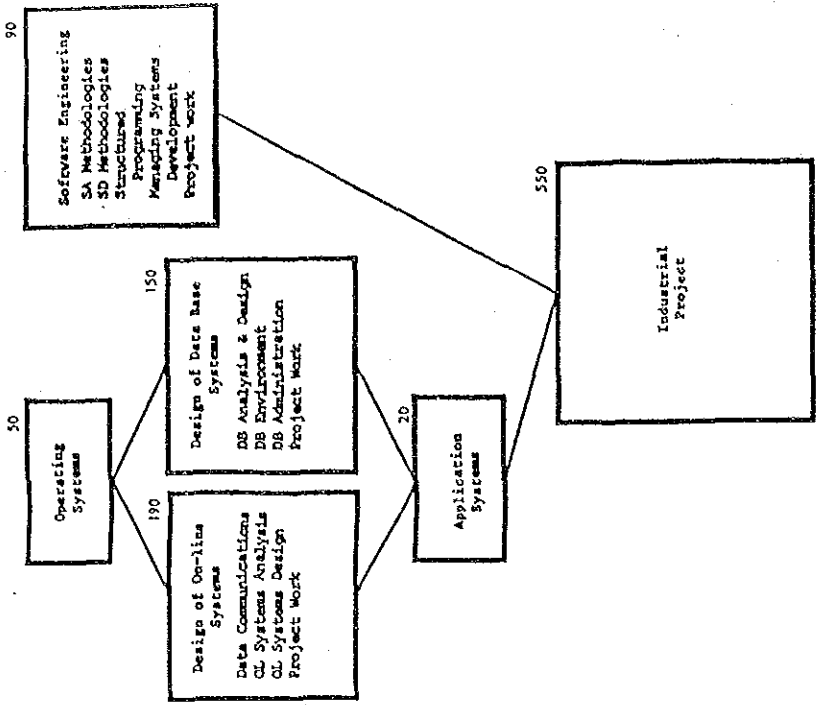 50
Operating
Systems
190
Design of On-line
Systems
Data Communications
OL Systems Analysis
OL Systems Design
Project Work
150
Design of Data Base
Systems
DB Analysis & Design
DB Environment
DB Administration
Project Work
90
Software Engineering
SA Methodologies
SD Methodologies
Structured
Programming
Managing Systems
Development
Project work
20
Application
Systems
550
Industrial
Project